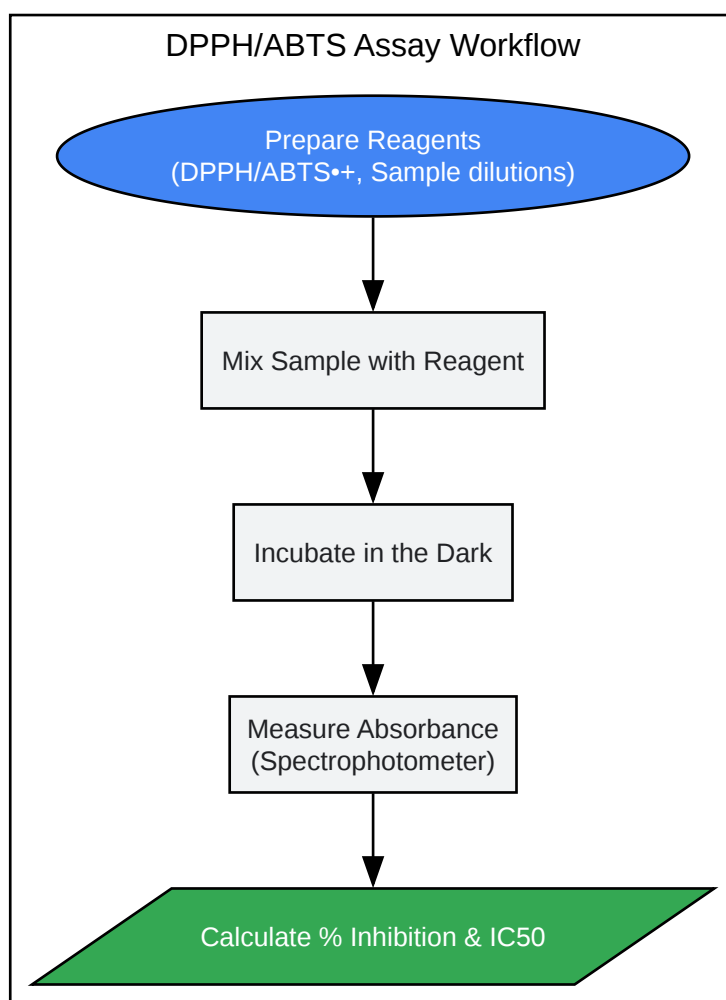 DPPH/ABTS Assay Workflow
Prepare Reagents
(DPPH/ABTS•+, Sample dilutions)
Mix Sample with Reagent
Incubate in the Dark
Measure Absorbance
(Spectrophotometer)
Calculate % Inhibition & IC50